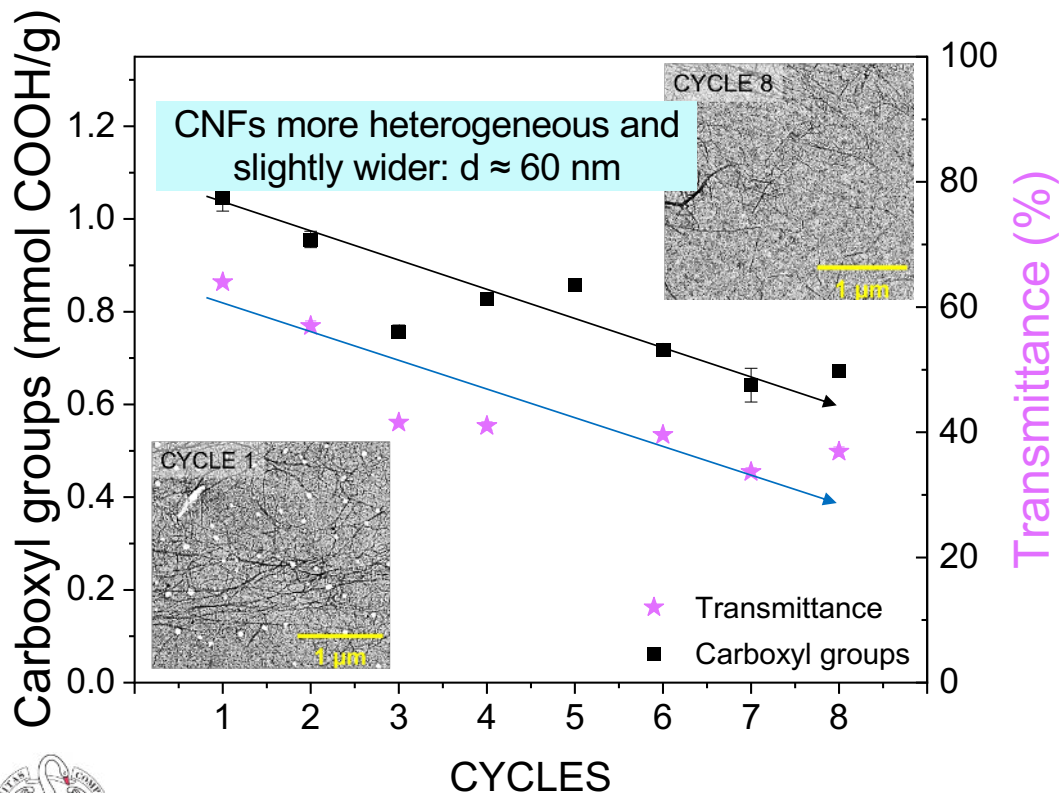 Carboxyl groups (mmol COOH/g)
1.2
1.0
0.8
0.6
0.4
0.2
0.0
CNFs more heterogeneous and
slightly wider: d ≈ 60 nm
CYCLE 8
1 μm
CYCLE 1
1 μm
Transmittance
Carboxyl groups
100
80
60
40
20
0
Transmittance (%)
1 2 3 4 5 6 7 8
CYCLES